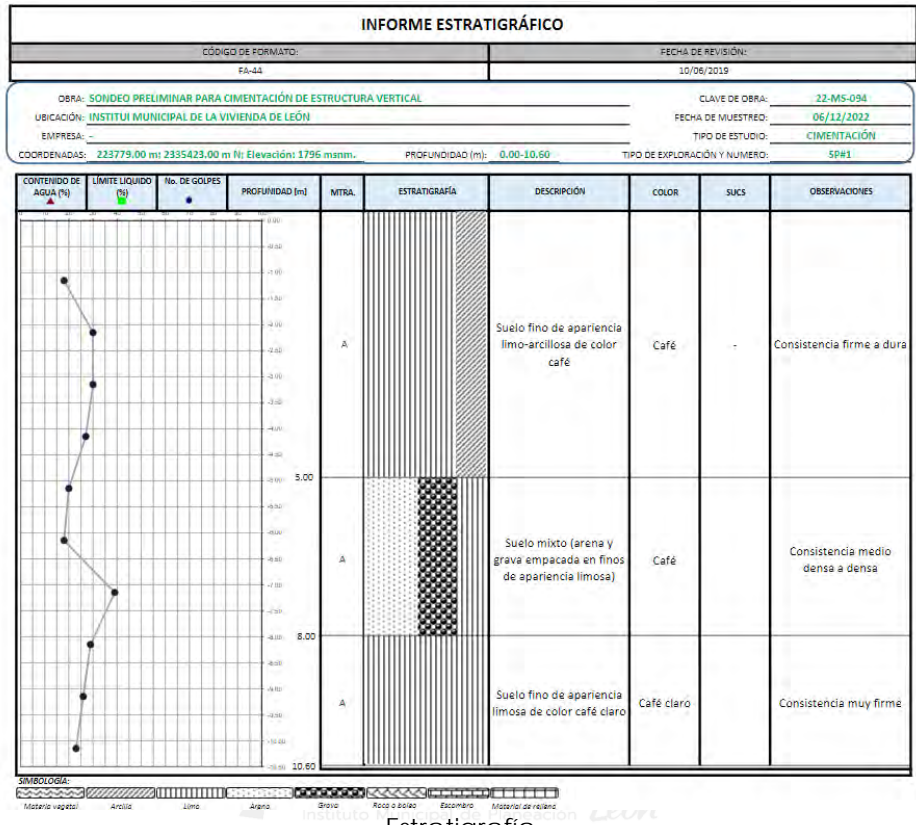 INFORME ESTRATIGRÁFICO
CÓDIGO DE FORMATO: FECHA DE REVISIÓN:
FA-44 10/06/2019
OBRA: SONDEO PRELIMINAR PARA CIMENTACIÓN DE ESTRUCTURA VERTICAL CLAVE DE OBRA: 22-MS-094
UBICACIÓN: INSTITUI MUNICIPAL DE LA VIVIENDA DE LEÓN FECHA DE MUESTREO: 06/12/2022
EMPRESA: - TIPO DE ESTUDIO: CIMENTACIÓN
COORDENADAS: 223779.00 m; 2335423.00 m N; Elevación: 1796 msnm. PROFUNDIDAD (m): 0.00-10.60 TIPO DE EXPLORACIÓN Y NUMERO: SP#1
CONTENIDO DE AGUA (%) LÍMITE LIQUIDO (%) No. DE GOLPES PROFUNIDAD [m] MTRA. ESTRATIGRAFÍA DESCRIPCIÓN COLOR SUCS OBSERVACIONES
A
Suelo fino de apariencia
limo-arcillosa de color
café
Café
-
Consistencia firme a dura
5.00
A
Suelo mixto (arena y
grava empacada en finos
de apariencia limosa)
Café
Consistencia medio
densa a densa
8.00
A
Suelo fino de apariencia
limosa de color café claro
Café claro
Consistencia muy firme
10.60
SIMBOLOGÍA:
Materia vegetal Arcilla Limo Arena Grava Roca o boleo Escombro Material de relleno
Instituto Municipal de Planeación León
Estratigrafía